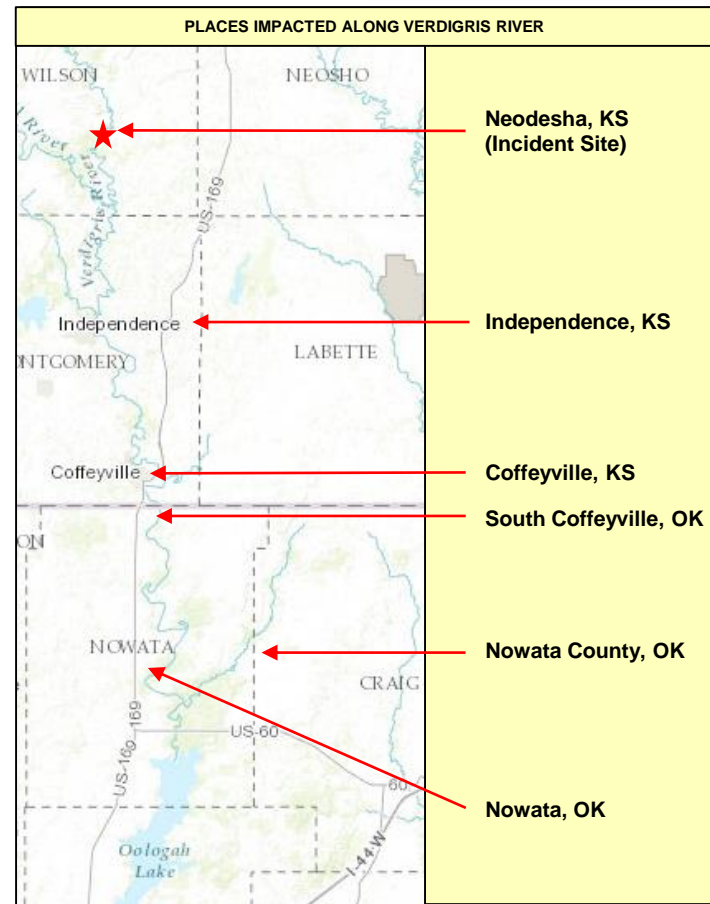 PLACES IMPACTED ALONG VERDIGRIS RIVER
WILSON
NEOSHO
River
Verdigris River
US-169
Independence
LABETTE
ONTGOMERY
Coffeyville
ON
NOWATA
CRAIG
169
US-169
US-60
60
I-44-W
Oologah
Lake
Neodesha, KS
(Incident Site)
Independence, KS
Coffeyville, KS
South Coffeyville, OK
Nowata County, OK
Nowata, OK